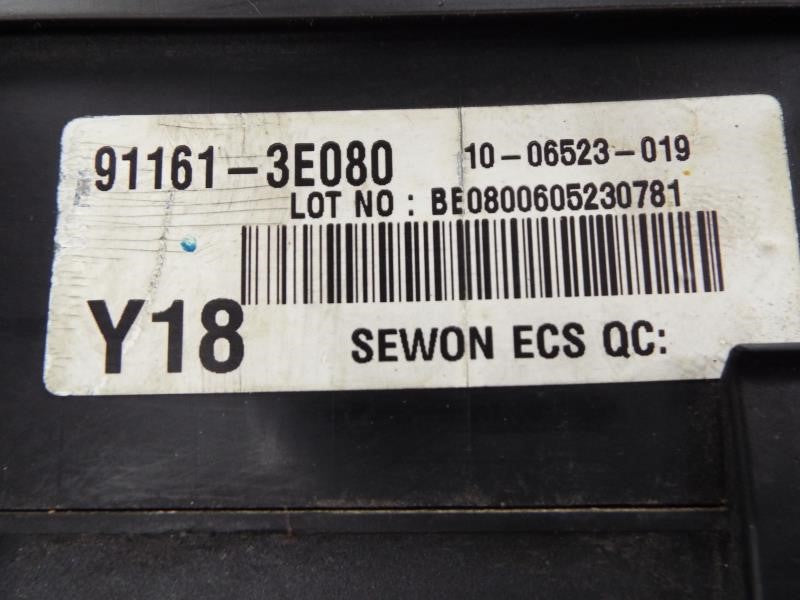 91161-3E080 10-06523-019
LOT NO : BE0800605230781
Y18 SEWON ECS QC: